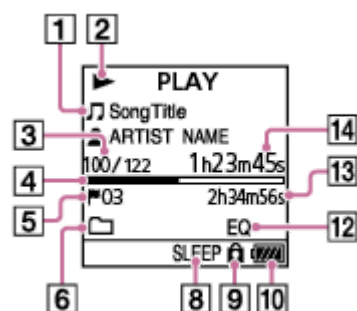 1
2
PLAY
SongTitle
ARTIST NAME
3
14
100/122 1h23m45s
4
13
5
03 2h34m56s
12
EQ
SLEEP
6
8
9
10